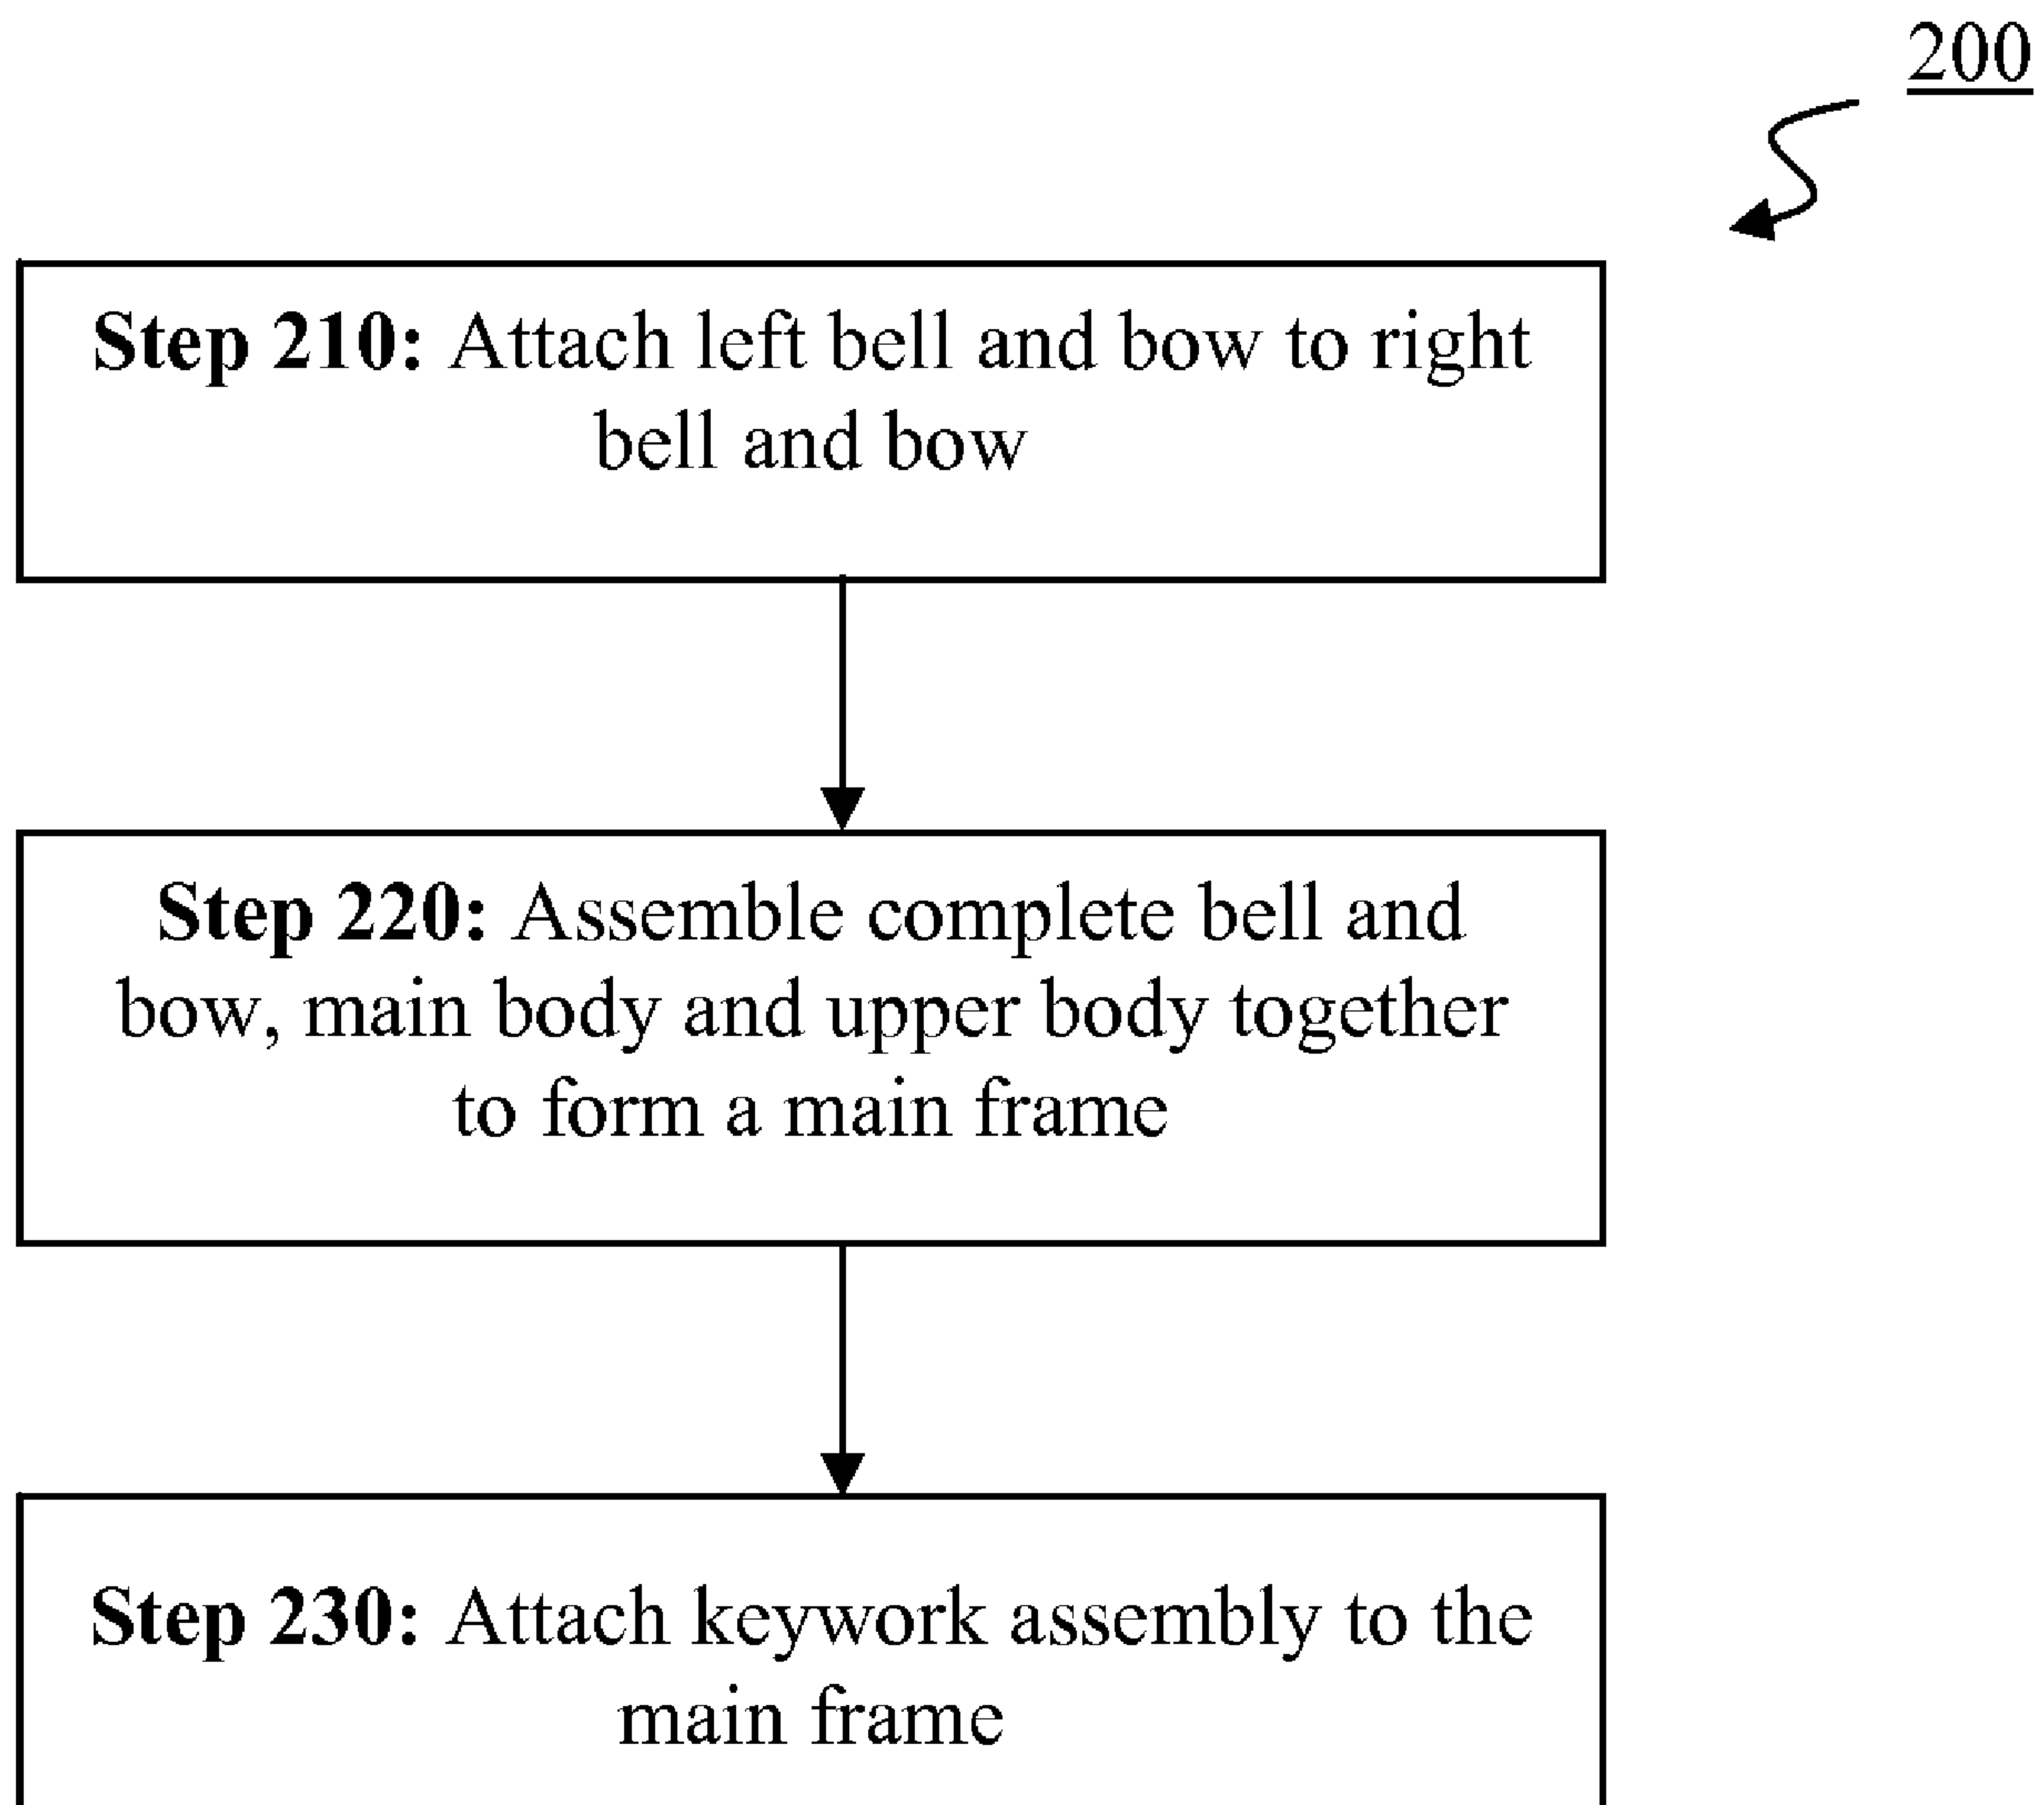 200
Step 210: Attach left bell and bow to right
bell and bow
Step 220: Assemble complete bell and
bow, main body and upper body together
to form a main frame
Step 230: Attach keywork assembly to the
main frame